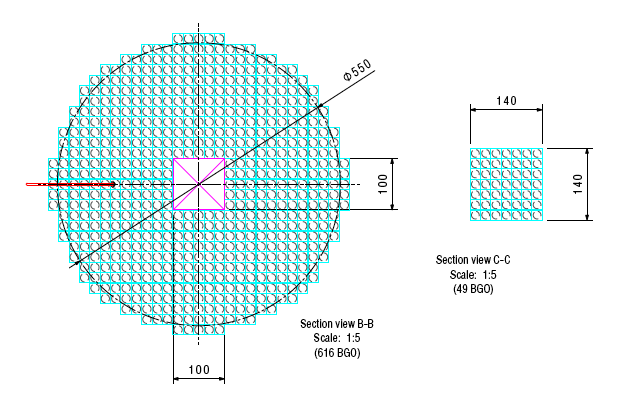 Φ550
140
100
140
Section view C-C
Scale: 1:5
(49 BGO)
Section view B-B
Scale: 1:5
(616 BGO)
100